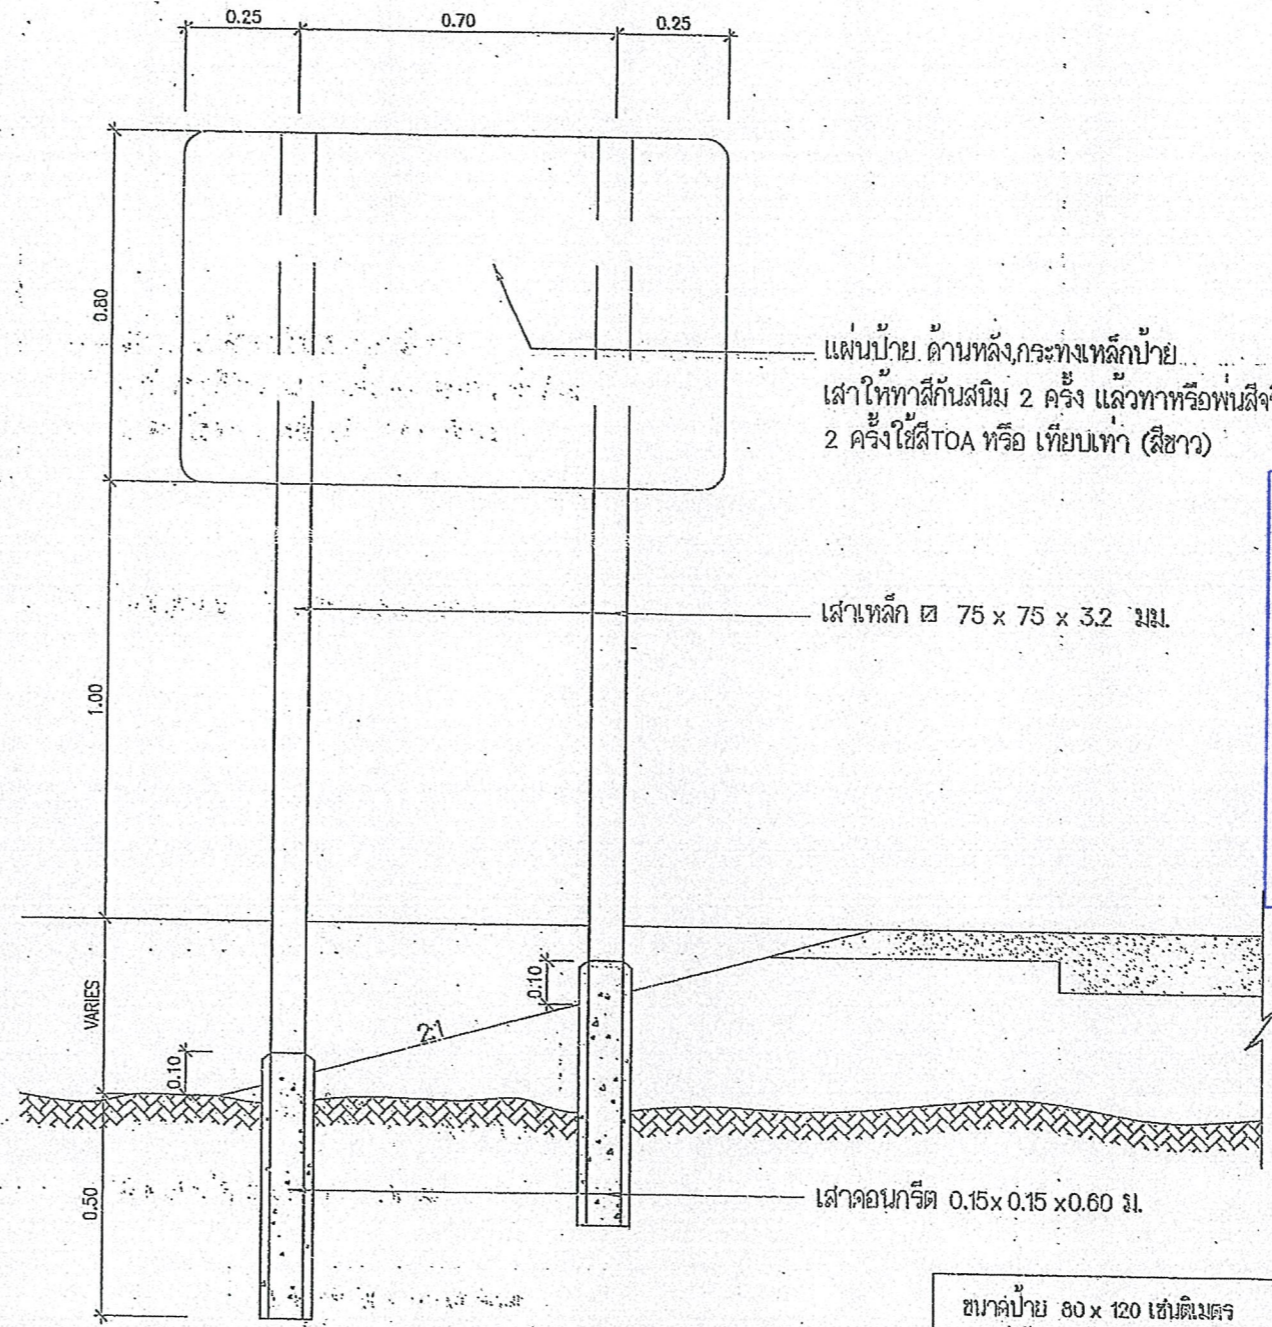 0.25 0.70 0.25
0.80
แผ่นป้าย ด้านหลัง,กระทงเหล็กป้าย
เสาให้ทาสีกันสนิม 2 ครั้ง แล้วทาหรือพ่นสีจริ
2 ครั้งใช้สีTOA หรือ เทียบเท่า (สีขาว)
เสาเหล็ก 75 x 75 x 3.2 มม.
1.00
VARIES
0.10
2:1
0.10
0.50
เสาคอนกรีต 0.15x 0.15 x0.60 ม.
ขนาดป้าย 80 x 120 เซ็นติเมตร